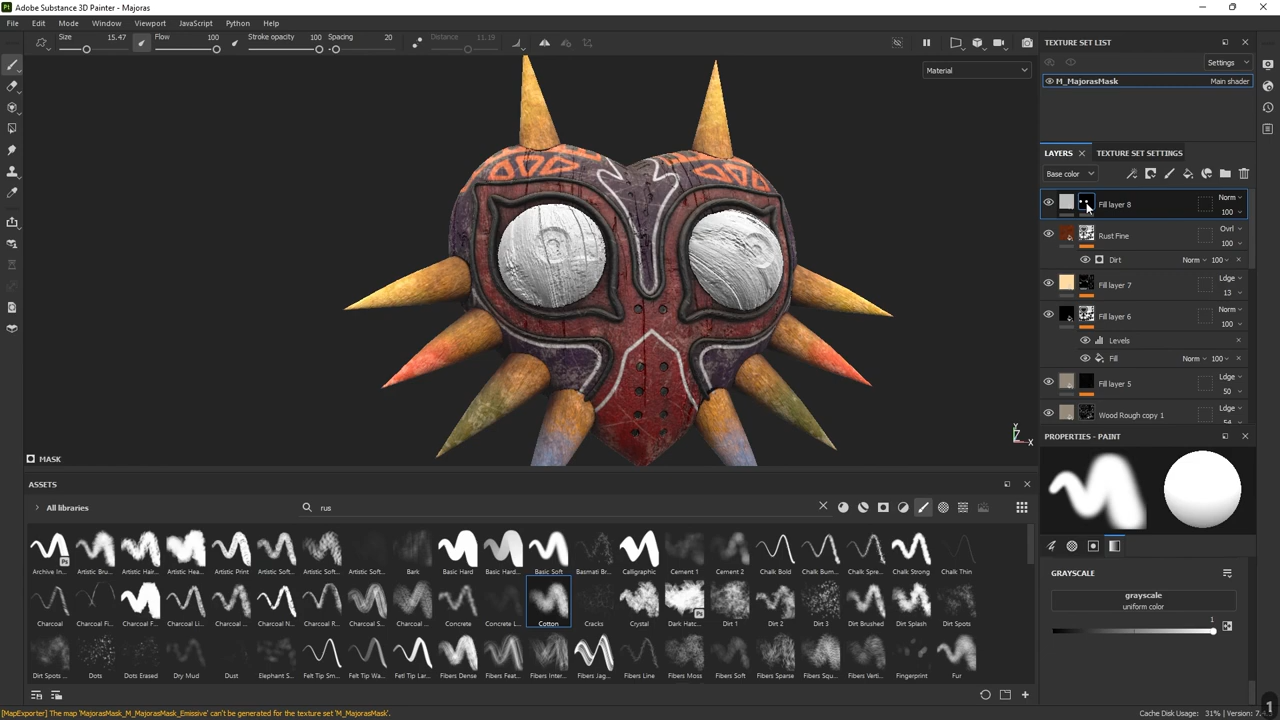 Adobe Substance 3D Painter - Majoras
File Edit Mode Window Viewport JavaScript Python Help
Size 15.47 Flow 100 Stroke opacity 100 Spacing 20 Distance 11.19
Material
TEXTURE SET LIST
Settings
M_MajorasMask Main shader
LAYERS TEXTURE SET SETTINGS
Base color
Fill layer 8 Norm 100
Rust Fine Ovrl 100
Dirt Norm 100
Fill layer 7 Ldge 13
Fill layer 6 Norm 100
Levels
Fill Norm 100
Fill layer 5 Ldge 50
Wood Rough copy 1 Ldge
PROPERTIES - PAINT
GRAYSCALE
grayscale
uniform color
1
MASK
Y
Z X
ASSETS
All libraries rus
Archive In... Artistic Bru... Artistic Hair... Artistic Hea... Artistic Print Artistic Soft... Artistic Soft... Artistic Soft... Bark Basic Hard Basic Hard... Basic Soft Basmati Br... Calligraphic Cement 1 Cement 2 Chalk Bold Chalk Bum... Chalk Spre... Chalk Strong Chalk Thin
Charcoal Charcoal Fi... Charcoal F... Charcoal Li... Charcoal ... Charcoal N... Charcoal R... Charcoal S... Charcoal ... Concrete Concrete L... Cotton Cracks Crystal Dark Hatc... Dirt 1 Dirt 2 Dirt 3 Dirt Brushed Dirt Splash Dirt Spots
Dirt Spots ... Dots Dots Erased Dry Mud Dust Elephant S... Felt Tip Sm... Felt Tip Wa... Fetl Tip Lar... Fibers Dense Fibers Feat... Fibers Inter... Fibers Jag... Fibers Line Fibers Moss Fibers Soft Fibers Sparse Fibers Squ... Fibers Verti... Fingerprint Fur
[MapExporter] The map 'MajorasMask_M_MajorasMask_Emissive' can't be generated for the texture set 'M_MajorasMask'.
Cache Disk Usage: 31% | Version: 7.4.
1